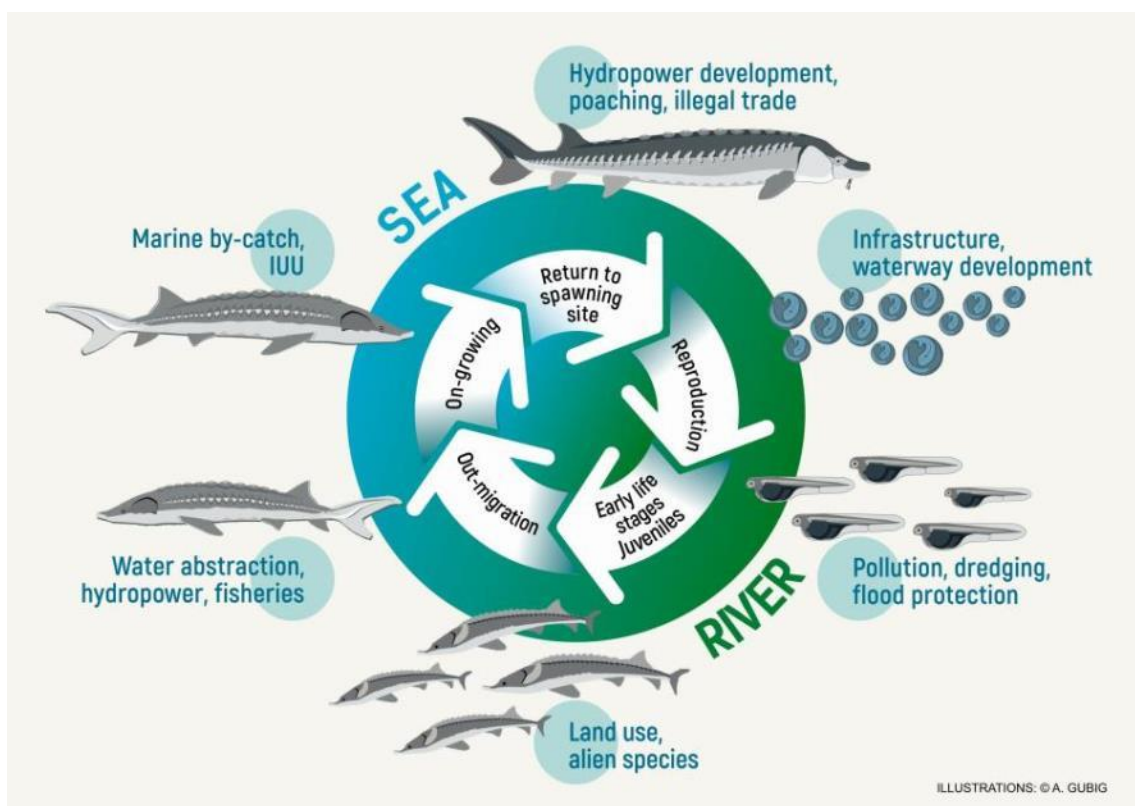 Hydropower development,
poaching, illegal trade
SEA
Marine by-catch,
IUU
Infrastructure,
waterway development
Return to
spawning
site
On-growing
Reproduction
Out-migration
Early life
stages
Juveniles
Water abstraction,
hydropower, fisheries
Pollution, dredging,
flood protection
RIVER
Land use,
alien species
ILLUSTRATIONS: © A. GUBIG